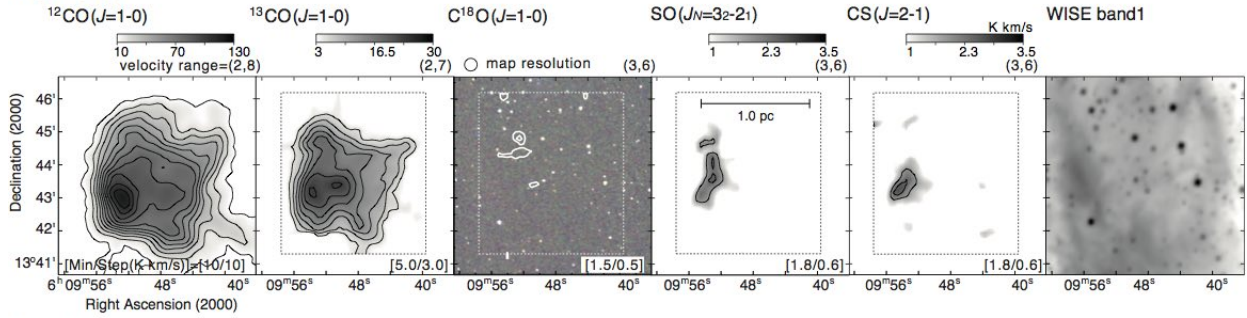 ¹²CO(J=1-0) ¹³CO(J=1-0) C¹⁸O(J=1-0) SO(Jɴ=3₂-2₁) CS(J=2-1) WISE band1
K km/s
10 70 130 3 16.5 30 1 2.3 3.5 1 2.3 3.5
velocity range=(2,8) (2,7) map resolution (3,6) (3,6) (3,6)
46'
45'
44'
43'
42'
13°41'
Declination (2000)
1.0 pc
[Min/Step(K km/s)]=[10/10] [5.0/3.0] [1.5/0.5] [1.8/0.6] [1.8/0.6]
6ʰ 09ᵐ56ˢ 48ˢ 40ˢ 09ᵐ56ˢ 48ˢ 40ˢ 09ᵐ56ˢ 48ˢ 40ˢ 09ᵐ56ˢ 48ˢ 40ˢ 09ᵐ56ˢ 48ˢ 40ˢ 09ᵐ56ˢ 48ˢ 40ˢ
Right Ascension (2000)